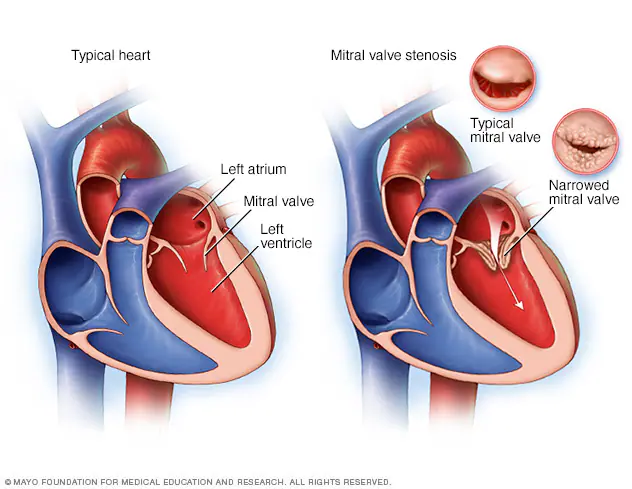 Typical heart
Mitral valve stenosis
Typical
mitral valve
Narrowed
mitral valve
Left atrium
Mitral valve
Left
ventricle
© MAYO FOUNDATION FOR MEDICAL EDUCATION AND RESEARCH. ALL RIGHTS RESERVED.